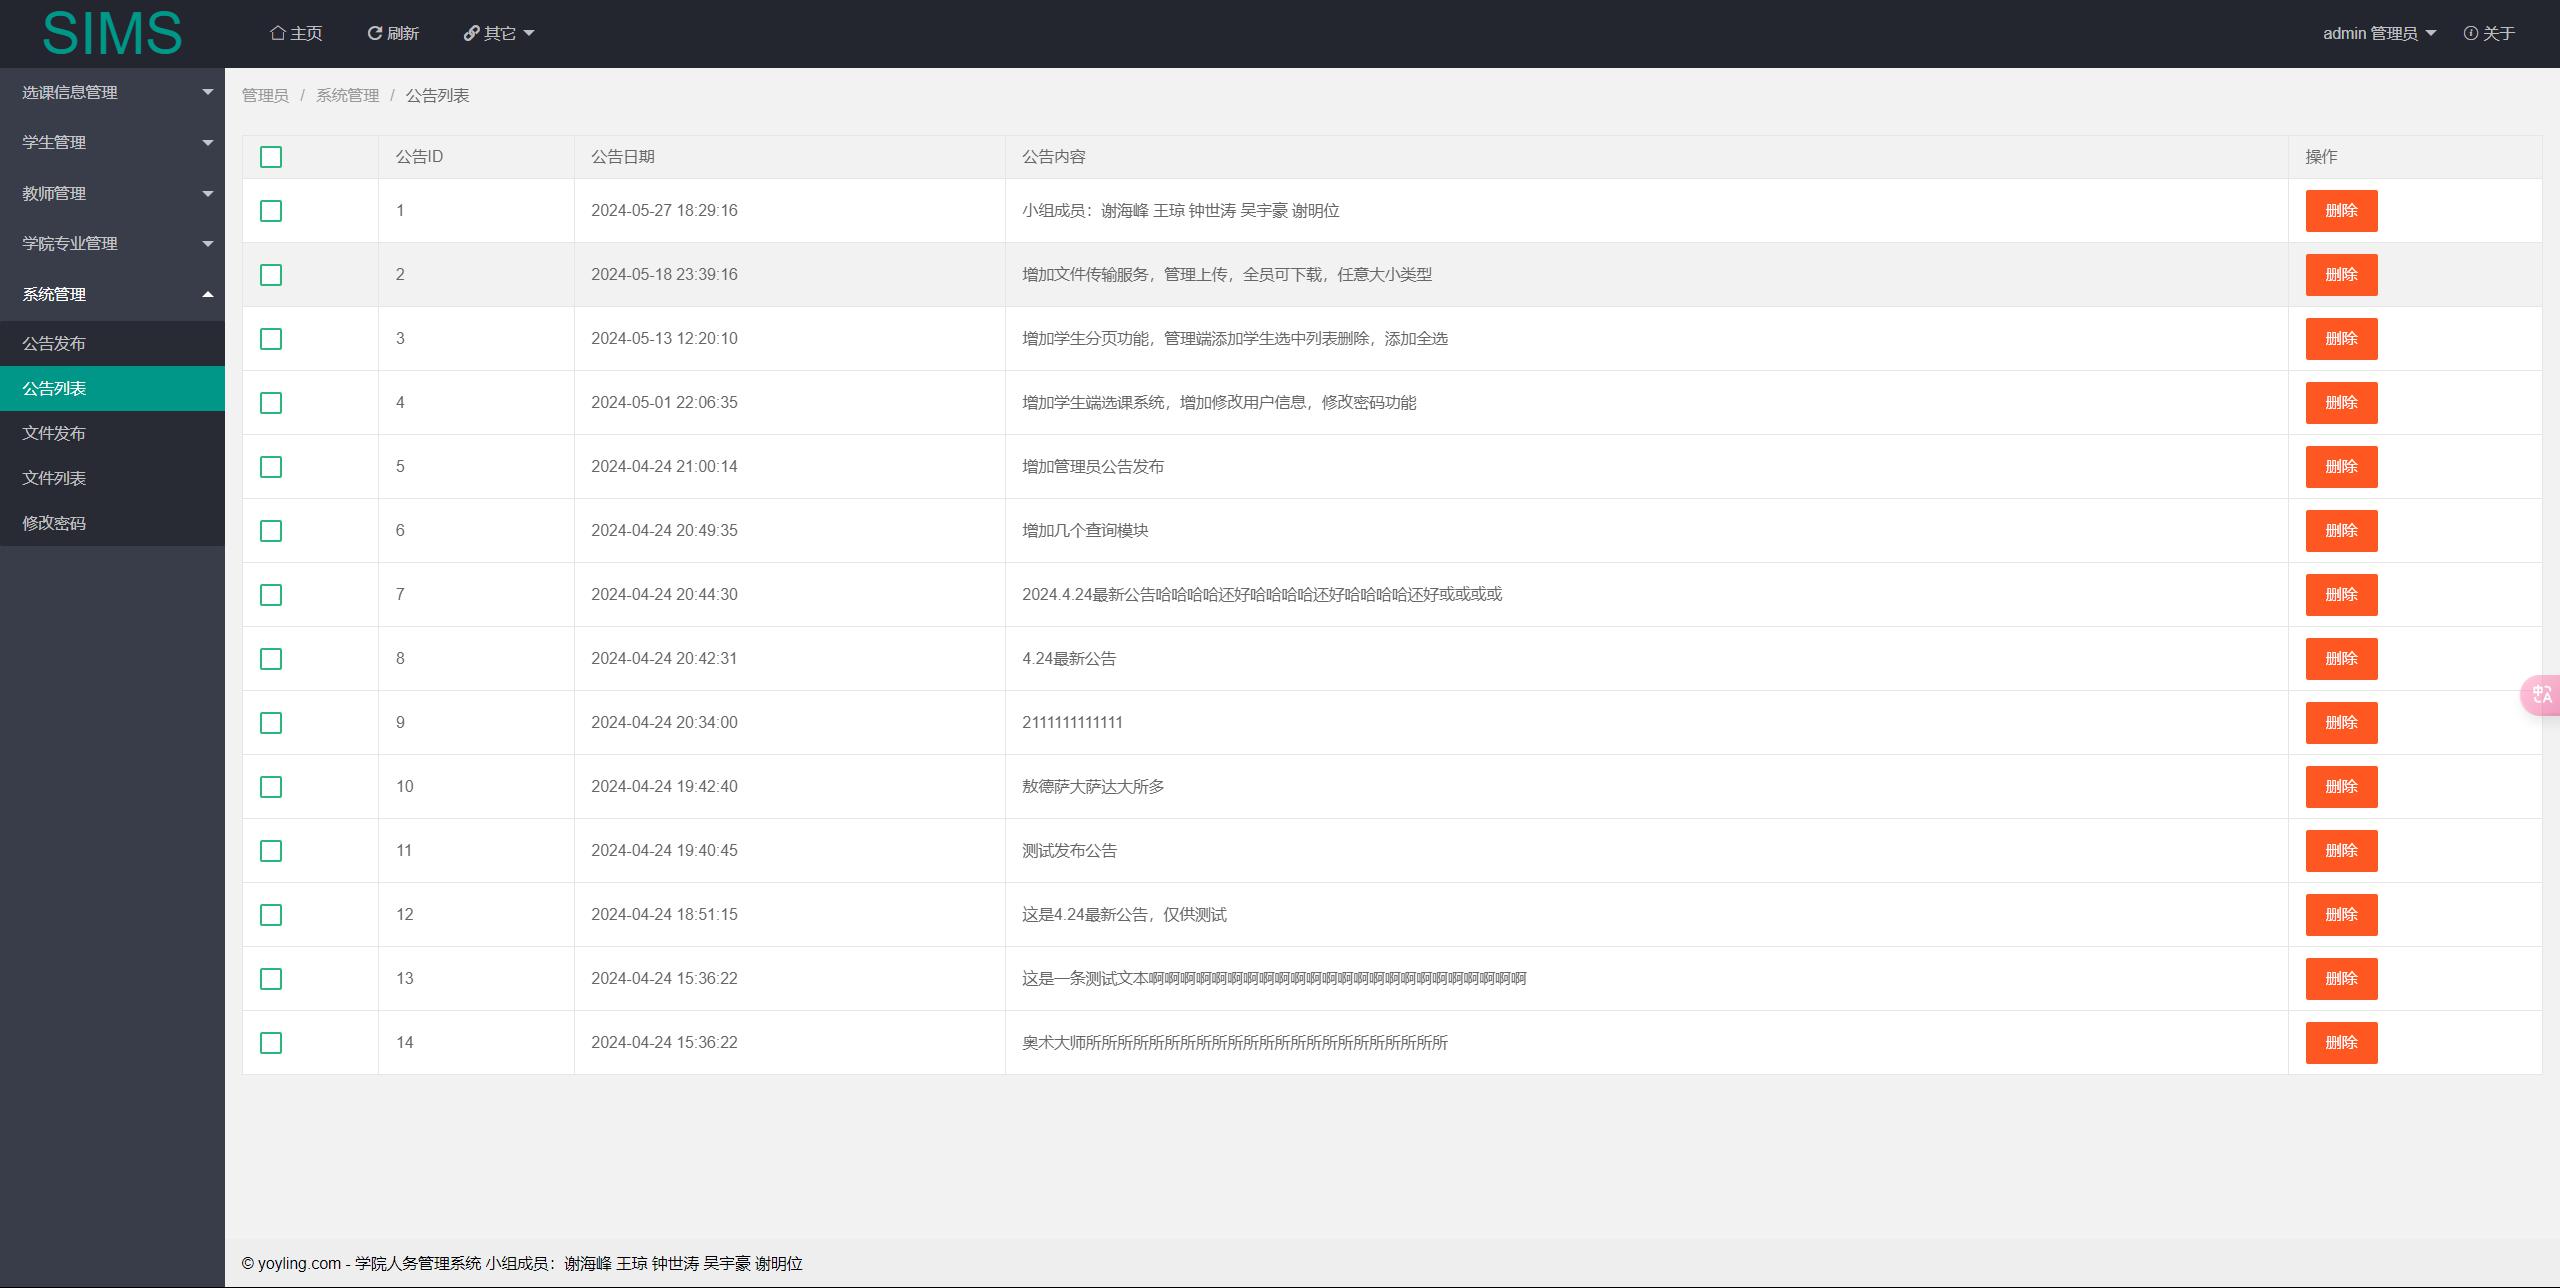 SIMS
主页 刷新 其它 admin 管理员 关于
选课信息管理
学生管理
教师管理
学院专业管理
系统管理
公告发布
公告列表
文件发布
文件列表
修改密码
管理员 / 系统管理 / 公告列表
公告ID 公告日期 公告内容 操作
1 2024-05-27 18:29:16 小组成员：谢海峰 王琼 钟世涛 吴宇豪 谢明位 删除
2 2024-05-18 23:39:16 增加文件传输服务，管理上传，全员可下载，任意大小类型 删除
3 2024-05-13 12:20:10 增加学生分页功能，管理端添加学生选中列表删除，添加全选 删除
4 2024-05-01 22:06:35 增加学生端选课系统，增加修改用户信息，修改密码功能 删除
5 2024-04-24 21:00:14 增加管理员公告发布 删除
6 2024-04-24 20:49:35 增加几个查询模块 删除
7 2024-04-24 20:44:30 2024.4.24最新公告哈哈哈哈还好哈哈哈哈还好哈哈哈哈还好或或或或 删除
8 2024-04-24 20:42:31 4.24最新公告 删除
9 2024-04-24 20:34:00 2111111111111 删除
10 2024-04-24 19:42:40 敖德萨大萨达大所多 删除
11 2024-04-24 19:40:45 测试发布公告 删除
12 2024-04-24 18:51:15 这是4.24最新公告，仅供测试 删除
13 2024-04-24 15:36:22 这是一条测试文本啊啊啊啊啊啊啊啊啊啊啊啊啊啊啊啊啊啊啊啊啊啊啊啊 删除
14 2024-04-24 15:36:22 奥术大师所所所所所所所所所所所所所所所所所所所所所所所 删除
© yoyling.com - 学院人务管理系统 小组成员：谢海峰 王琼 钟世涛 吴宇豪 谢明位